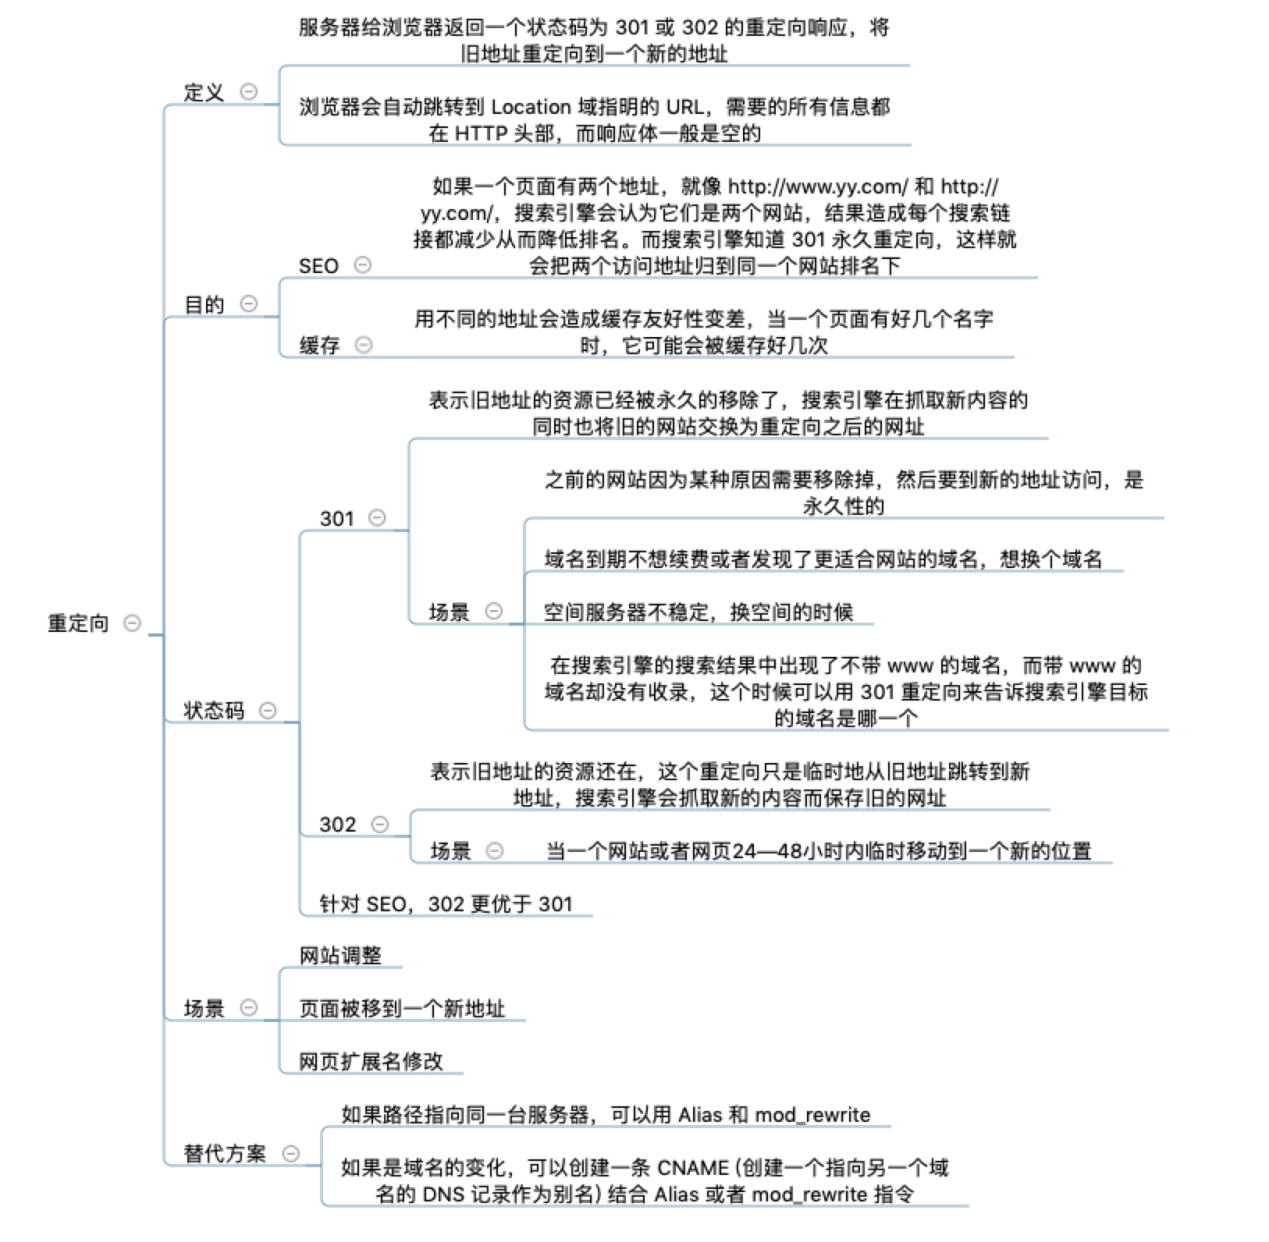 服务器给浏览器返回一个状态码为 301 或 302 的重定向响应，将
旧地址重定向到一个新的地址
定义
浏览器会自动跳转到 Location 域指明的 URL，需要的所有信息都
在 HTTP 头部，而响应体一般是空的
如果一个页面有两个地址，就像 http://www.yy.com/ 和 http://
yy.com/，搜索引擎会认为它们是两个网站，结果造成每个搜索链
接都减少从而降低排名。而搜索引擎知道 301 永久重定向，这样就
会把两个访问地址归到同一个网站排名下
SEO
目的
用不同的地址会造成缓存友好性变差，当一个页面有好几个名字
时，它可能会被缓存好几次
缓存
表示旧地址的资源已经被永久的移除了，搜索引擎在抓取新内容的
同时也将旧的网站交换为重定向之后的网址
301
之前的网站因为某种原因需要移除掉，然后要到新的地址访问，是
永久性的
域名到期不想续费或者发现了更适合网站的域名，想换个域名
场景
空间服务器不稳定，换空间的时候
在搜索引擎的搜索结果中出现了不带 www 的域名，而带 www 的
域名却没有收录，这个时候可以用 301 重定向来告诉搜索引擎目标
的域名是哪一个
重定向
状态码
表示旧地址的资源还在，这个重定向只是临时地从旧地址跳转到新
地址，搜索引擎会抓取新的内容而保存旧的网址
302
场景
当一个网站或者网页24—48小时内临时移动到一个新的位置
针对 SEO，302 更优于 301
网站调整
场景
页面被移到一个新地址
网页扩展名修改
如果路径指向同一台服务器，可以用 Alias 和 mod_rewrite
替代方案
如果是域名的变化，可以创建一条 CNAME (创建一个指向另一个域
名的 DNS 记录作为别名) 结合 Alias 或者 mod_rewrite 指令